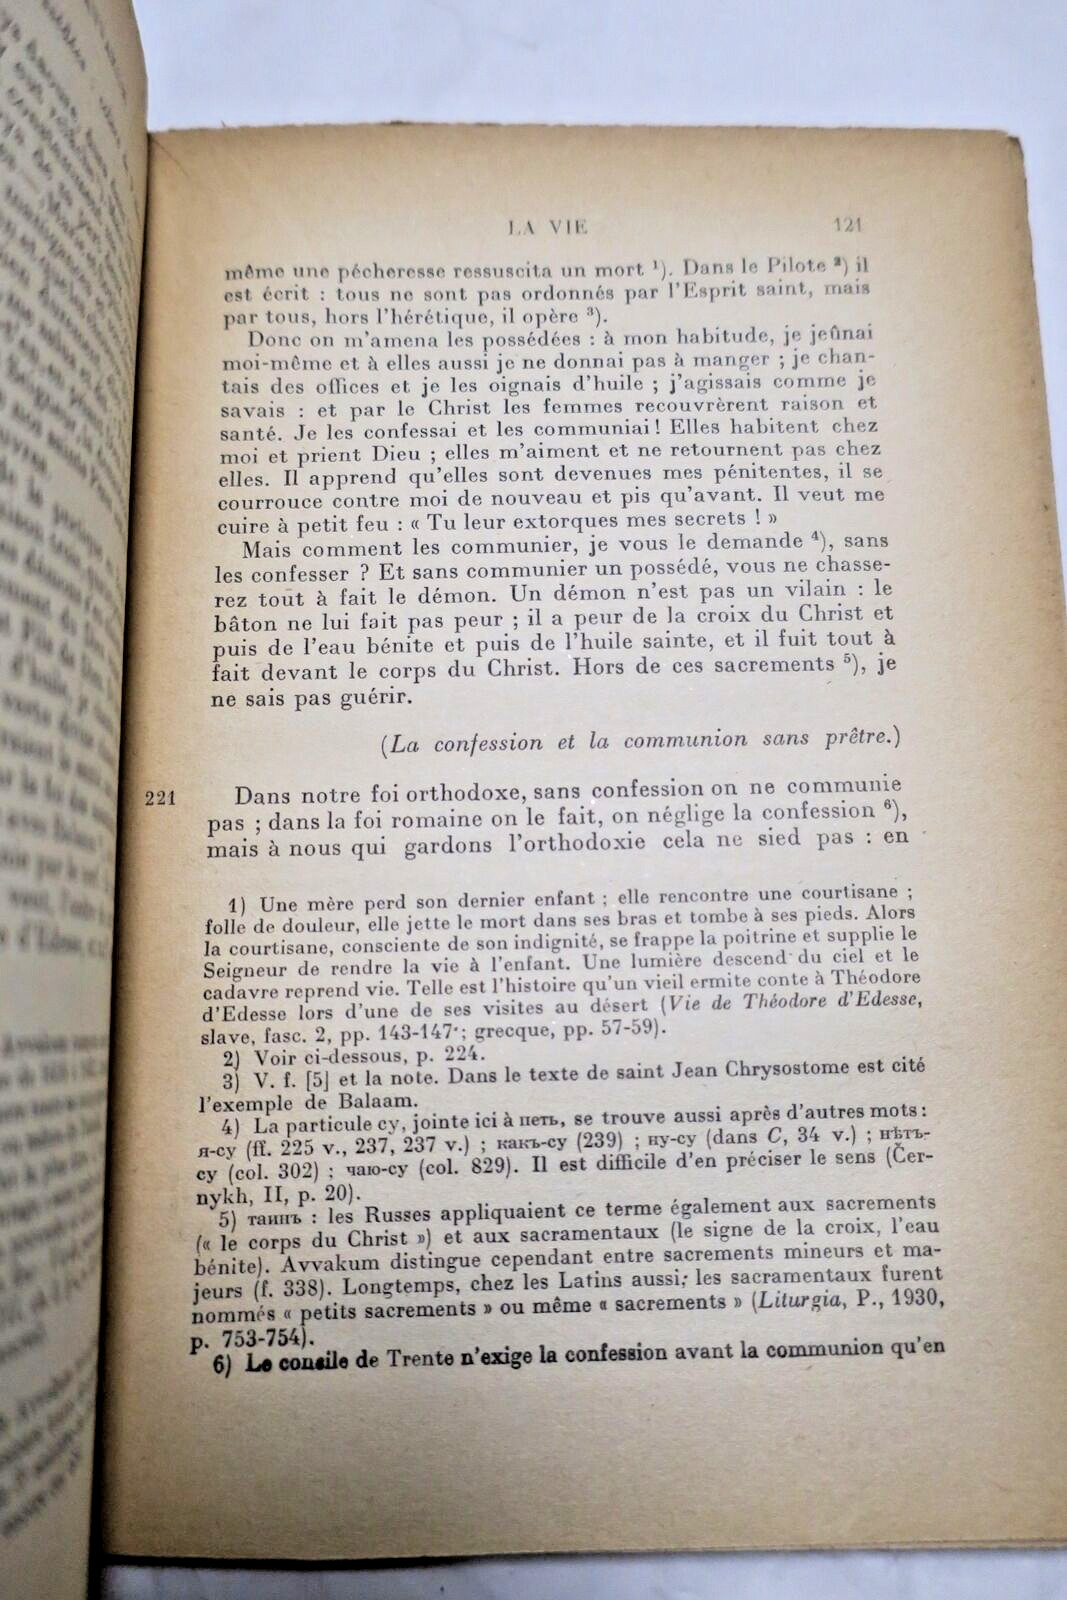 LA VIE 121
même une pécheresse ressuscita un mort ¹). Dans le Pilote ²) il
est écrit : tous ne sont pas ordonnés par l'Esprit saint, mais
par tous, hors l'hérétique, il opère ³).
Donc on m'amena les possédées : à mon habitude, je jeûnai
moi-même et à elles aussi je ne donnai pas à manger ; je chan-
tais des offices et je les oignais d'huile ; j'agissais comme je
savais : et par le Christ les femmes recouvrèrent raison et
santé. Je les confessai et les communiai ! Elles habitent chez
moi et prient Dieu ; elles m'aiment et ne retournent pas chez
elles. Il apprend qu'elles sont devenues mes pénitentes, il se
courrouce contre moi de nouveau et pis qu'avant. Il veut me
cuire à petit feu : « Tu leur extorques mes secrets ! »
Mais comment les communier, je vous le demande ⁴), sans
les confesser ? Et sans communier un possédé, vous ne chasse-
rez tout à fait le démon. Un démon n'est pas un vilain : le
bâton ne lui fait pas peur ; il a peur de la croix du Christ et
puis de l'eau bénite et puis de l'huile sainte, et il fuit tout à
fait devant le corps du Christ. Hors de ces sacrements ⁵), je
ne sais pas guérir.
(La confession et la communion sans prêtre.)
221 Dans notre foi orthodoxe, sans confession on ne communie
pas ; dans la foi romaine on le fait, on néglige la confession ⁶),
mais à nous qui gardons l'orthodoxie cela ne sied pas : en
1) Une mère perd son dernier enfant ; elle rencontre une courtisane ;
folle de douleur, elle jette le mort dans ses bras et tombe à ses pieds. Alors
la courtisane, consciente de son indignité, se frappe la poitrine et supplie le
Seigneur de rendre la vie à l'enfant. Une lumière descend du ciel et le
cadavre reprend vie. Telle est l'histoire qu'un vieil ermite conte à Théodore
d'Edesse lors d'une de ses visites au désert (Vie de Théodore d'Edesse,
slave, fasc. 2, pp. 143-147 ; grecque, pp. 57-59).
2) Voir ci-dessous, p. 224.
3) V. f. [5] et la note. Dans le texte de saint Jean Chrysostome est cité
l'exemple de Balaam.
4) La particule су, jointe ici à петь, se trouve aussi après d'autres mots :
я-су (ff. 225 v., 237, 237 v.) ; какъ-су (239) ; ну-су (dans C, 34 v.) ; нѣтъ-
су (col. 302) ; чаю-су (col. 829). Il est difficile d'en préciser le sens (Čer-
nykh, II, p. 20).
5) таинъ : les Russes appliquaient ce terme également aux sacrements
(« le corps du Christ ») et aux sacramentaux (le signe de la croix, l'eau
bénite). Avvakum distingue cependant entre sacrements mineurs et ma-
jeurs (f. 338). Longtemps, chez les Latins aussi, les sacramentaux furent
nommés « petits sacrements » ou même « sacrements » (Liturgia, P., 1930,
p. 753-754).
6) Le concile de Trente n'exige la confession avant la communion qu'en